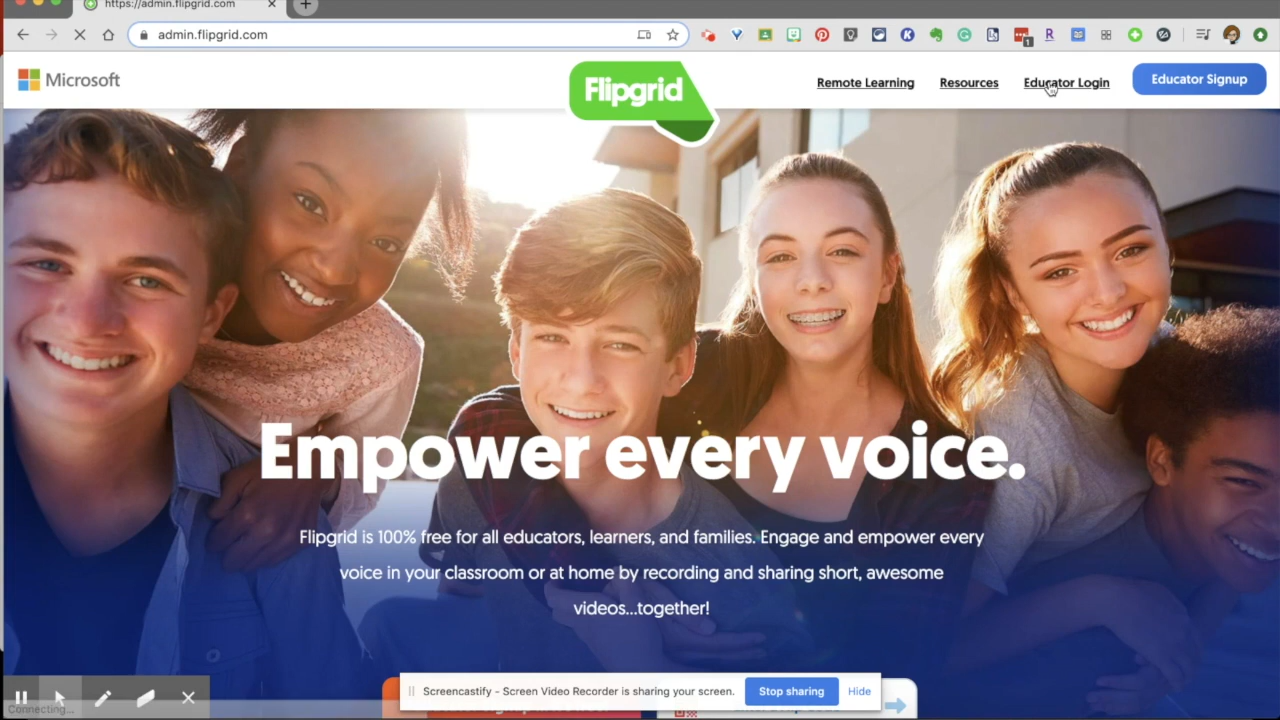 https://admin.flipgrid.com
admin.flipgrid.com
1
Microsoft
Flipgrid
Remote Learning
Resources
Educator Login
Educator Signup
Empower every voice.
Flipgrid is 100% free for all educators, learners, and families. Engage and empower every
voice in your classroom or at home by recording and sharing short, awesome
videos...together!
Screencastify - Screen Video Recorder is sharing your screen.
Stop sharing
Hide
Connecting...